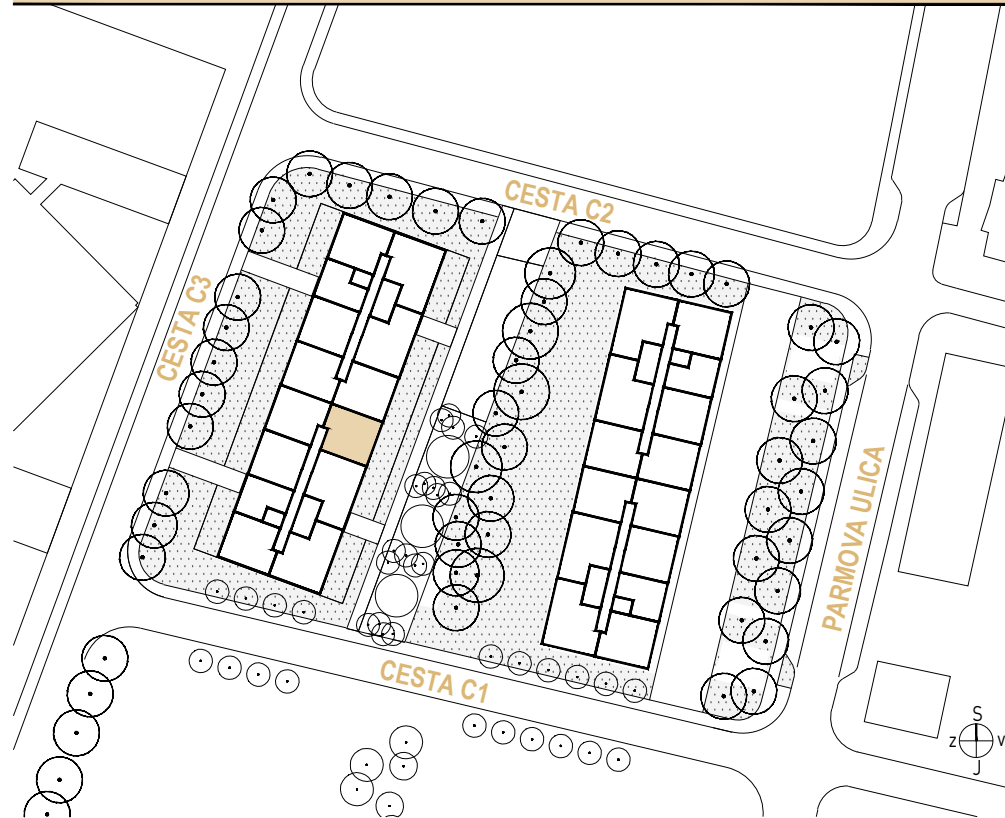 CESTA C2
CESTA C3
PARMOVA ULICA
CESTA C1
S
Z V
J